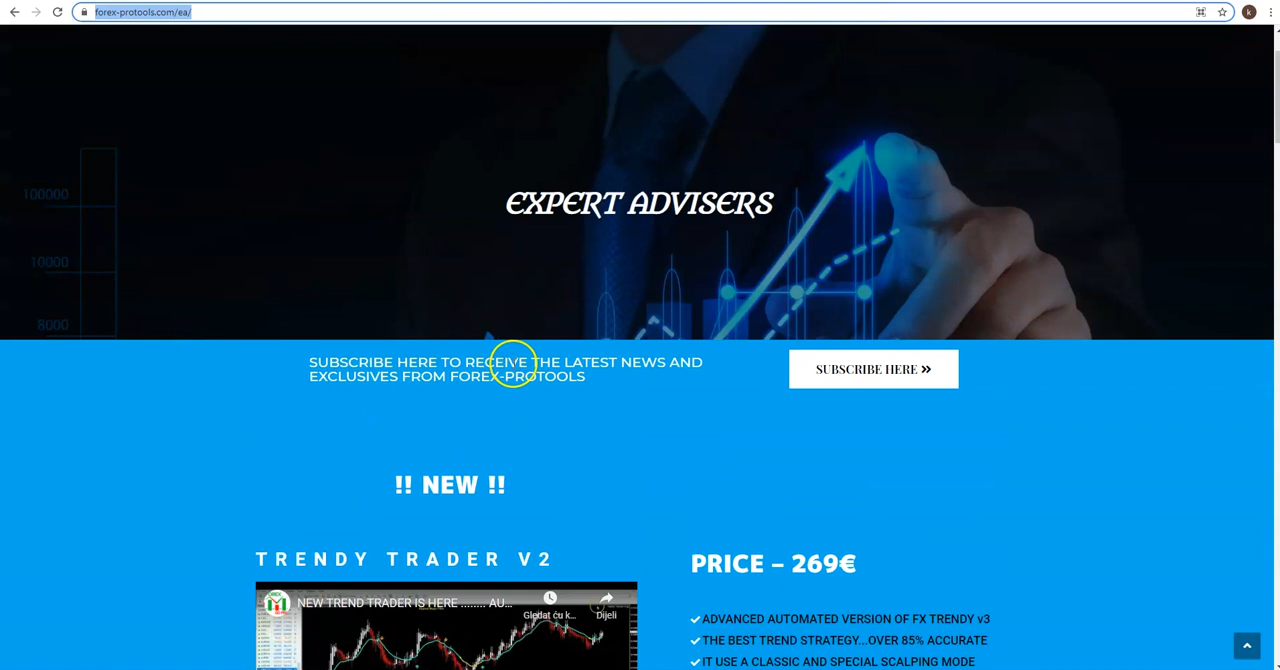 forex-protools.com/ea/
k
100000
10000
8000
EXPERT ADVISERS
SUBSCRIBE HERE TO RECEIVE THE LATEST NEWS AND
EXCLUSIVES FROM FOREX-PROTOOLS
SUBSCRIBE HERE
!! NEW !!
TRENDY TRADER V2
NEW TREND TRADER IS HERE ........ AU...
Gledat ću k...
Dijeli
PRICE – 269€
ADVANCED AUTOMATED VERSION OF FX TRENDY v3
THE BEST TREND STRATEGY...OVER 85% ACCURATE
IT USE A CLASSIC AND SPECIAL SCALPING MODE